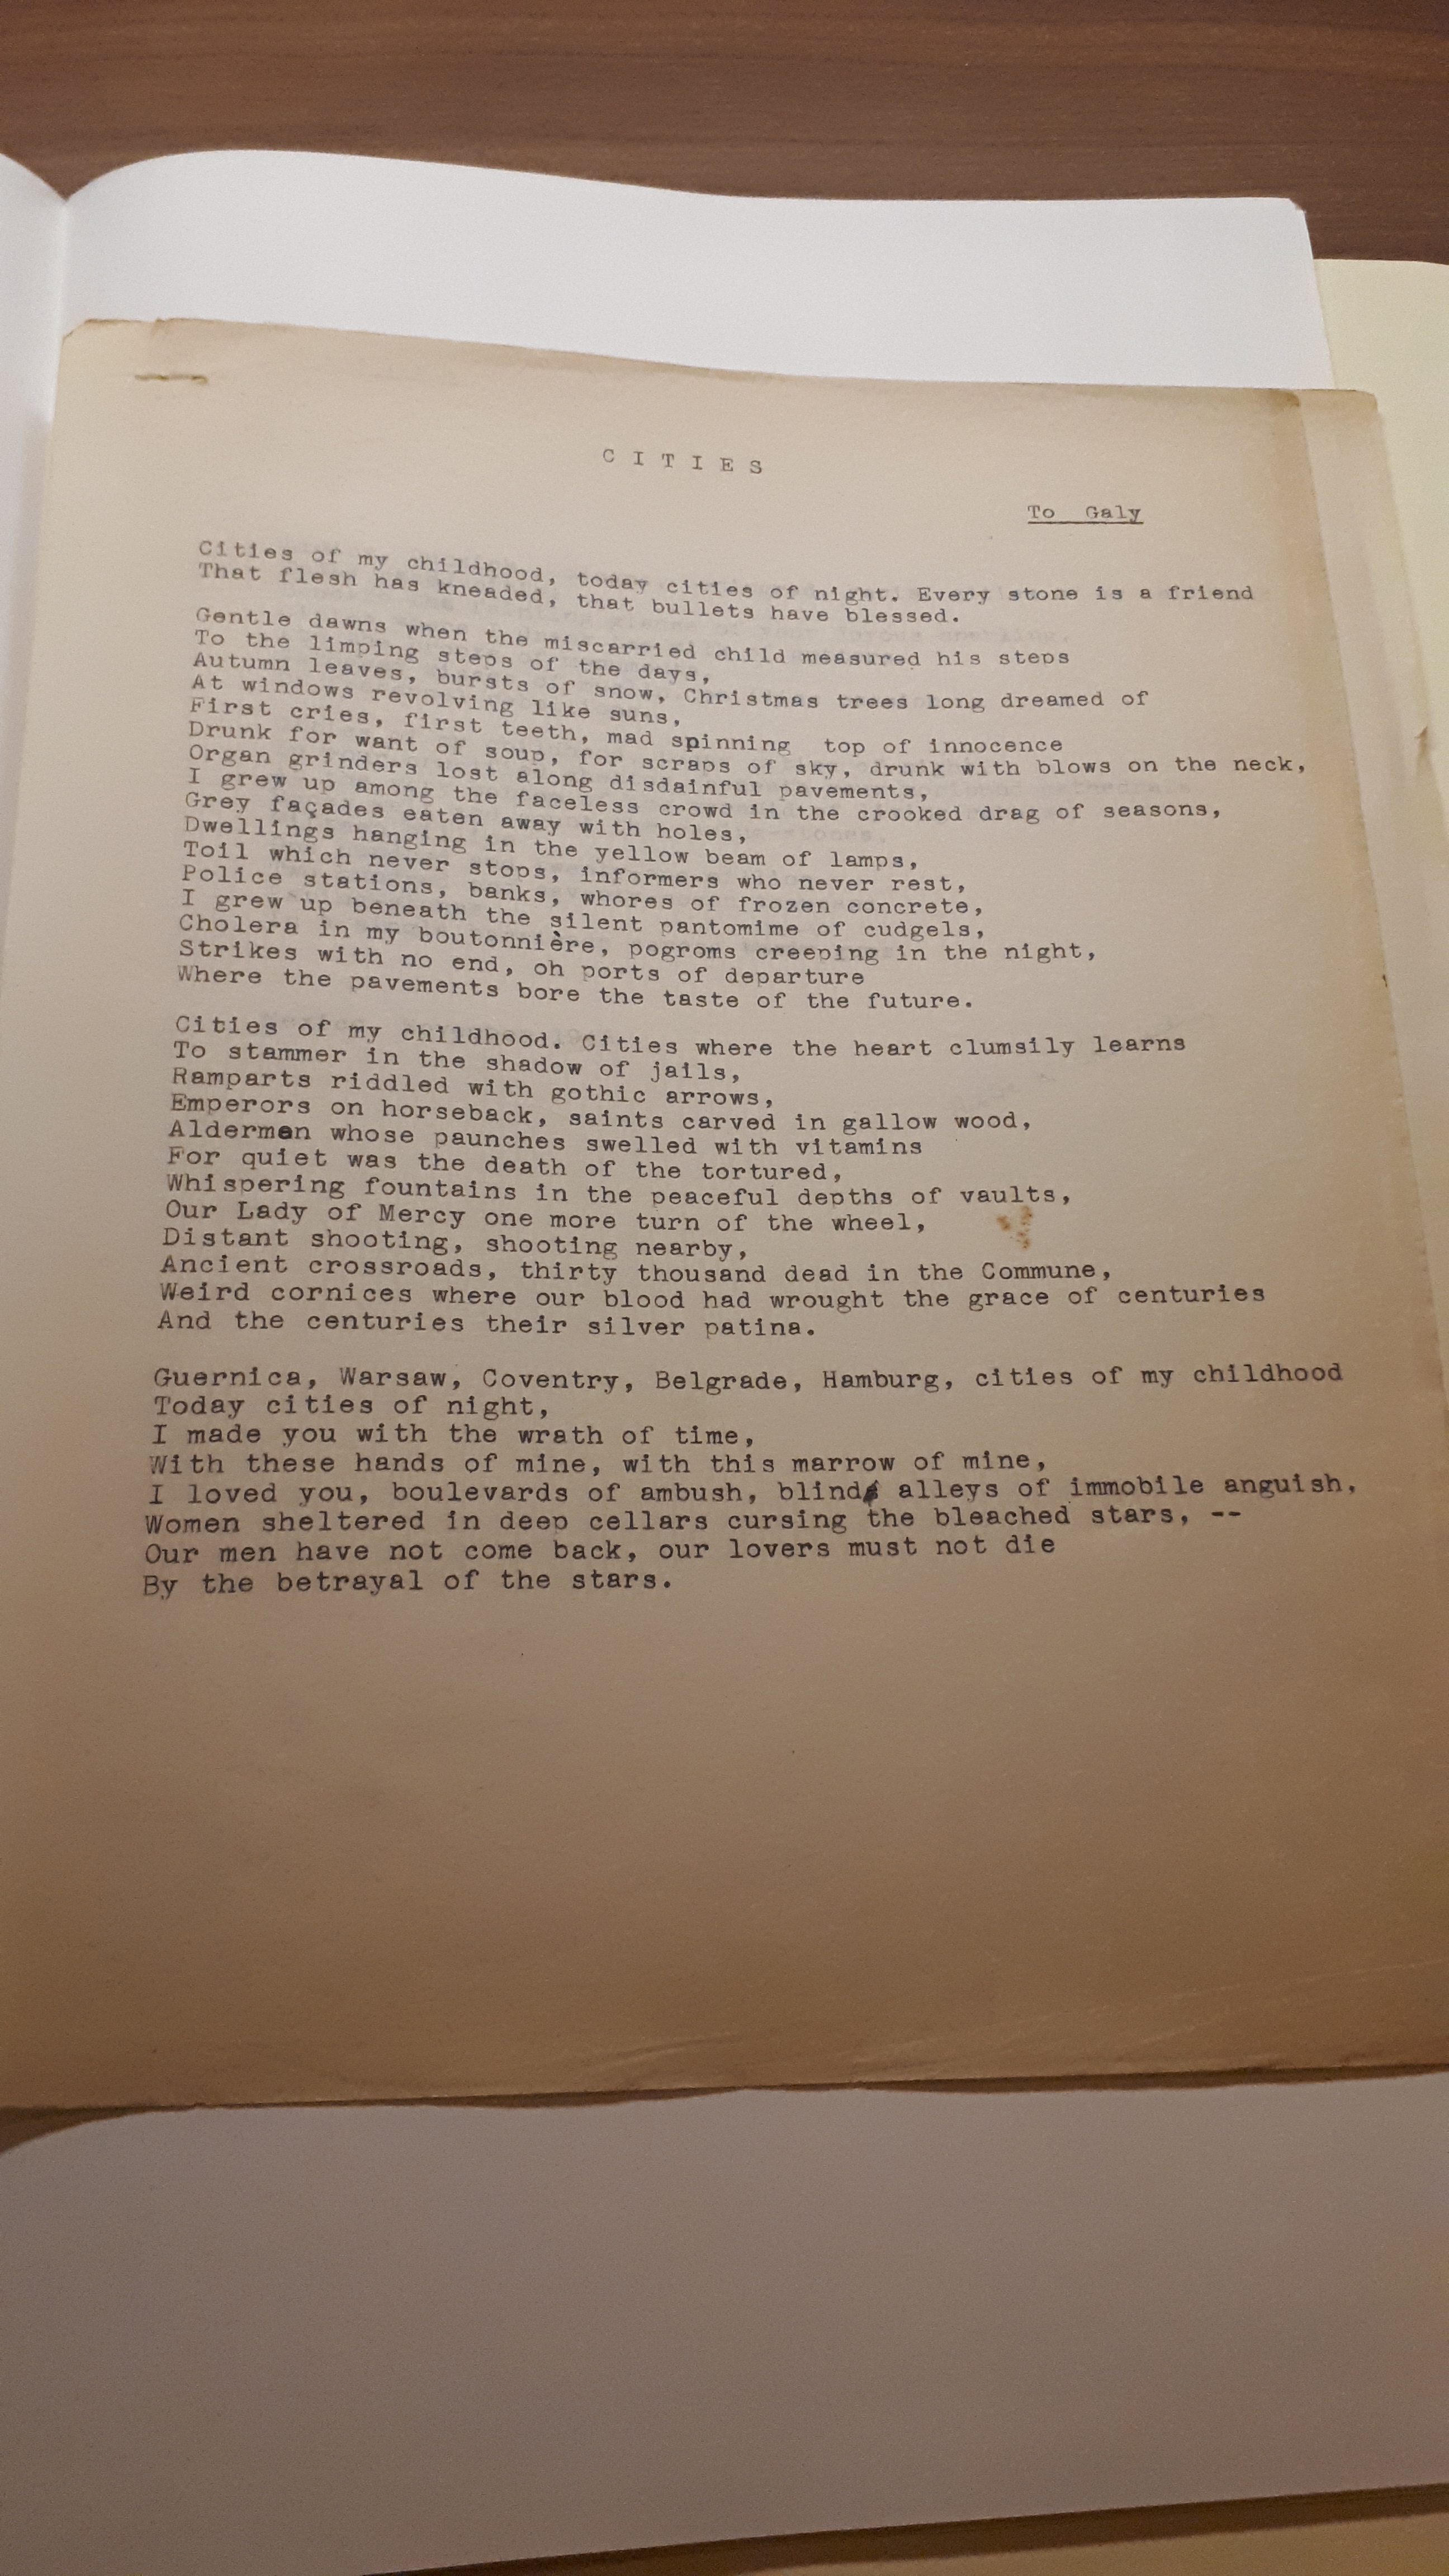 C I T I E S
To Galy
Cities of my childhood, today cities of night. Every stone is a friend
That flesh has kneaded, that bullets have blessed.
Gentle dawns when the miscarried child measured his steps
To the limping steps of the days,
Autumn leaves, bursts of snow, Christmas trees long dreamed of
At windows revolving like suns,
First cries, first teeth, mad spinning top of innocence
Drunk for want of soup, for scraps of sky, drunk with blows on the neck,
Organ grinders lost along disdainful pavements,
I grew up among the faceless crowd in the crooked drag of seasons,
Grey façades eaten away with holes,
Dwellings hanging in the yellow beam of lamps,
Toil which never stops, informers who never rest,
Police stations, banks, whores of frozen concrete,
I grew up beneath the silent pantomime of cudgels,
Cholera in my boutonnière, pogroms creeping in the night,
Strikes with no end, oh ports of departure
Where the pavements bore the taste of the future.
Cities of my childhood. Cities where the heart clumsily learns
To stammer in the shadow of jails,
Ramparts riddled with gothic arrows,
Emperors on horseback, saints carved in gallow wood,
Aldermen whose paunches swelled with vitamins
For quiet was the death of the tortured,
Whispering fountains in the peaceful depths of vaults,
Our Lady of Mercy one more turn of the wheel,
Distant shooting, shooting nearby,
Ancient crossroads, thirty thousand dead in the Commune,
Weird cornices where our blood had wrought the grace of centuries
And the centuries their silver patina.
Guernica, Warsaw, Coventry, Belgrade, Hamburg, cities of my childhood
Today cities of night,
I made you with the wrath of time,
With these hands of mine, with this marrow of mine,
I loved you, boulevards of ambush, blind alleys of immobile anguish,
Women sheltered in deep cellars cursing the bleached stars, --
Our men have not come back, our lovers must not die
By the betrayal of the stars.